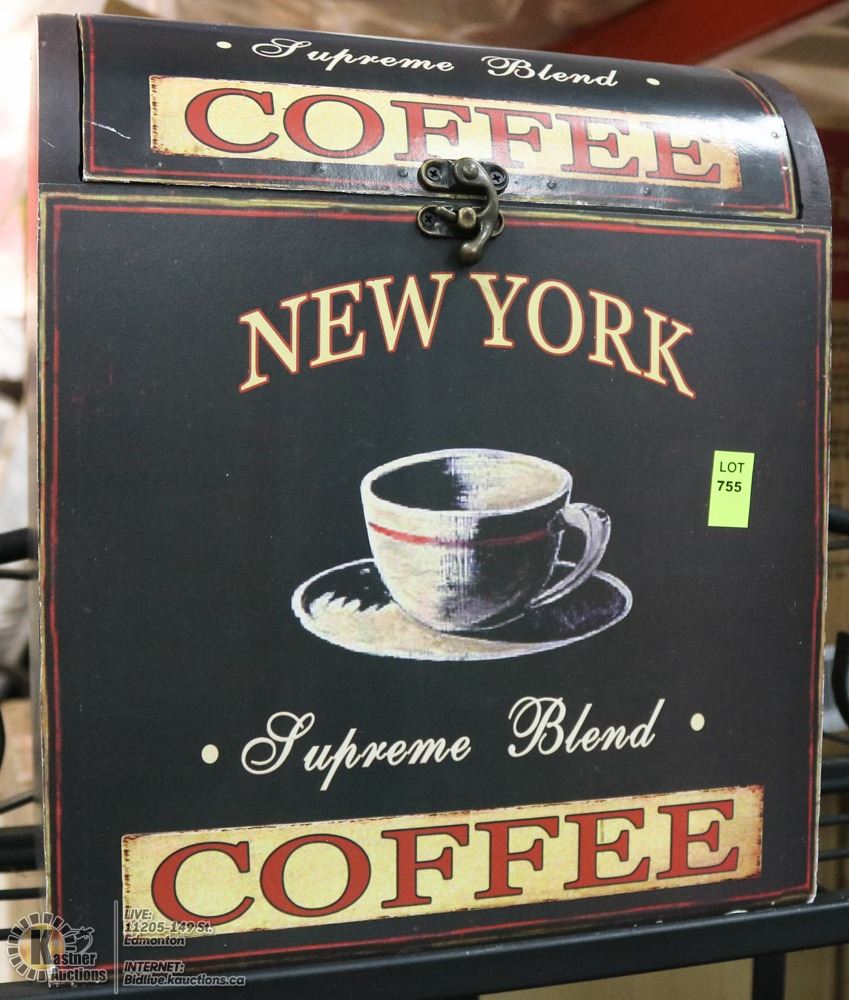 • Supreme Blend •
COFFEE
NEW YORK
LOT
755
• Supreme Blend •
COFFEE
Kastner
Auctions
LIVE:
11205-149 St.
Edmonton
INTERNET:
Bidlive.kauctions.ca